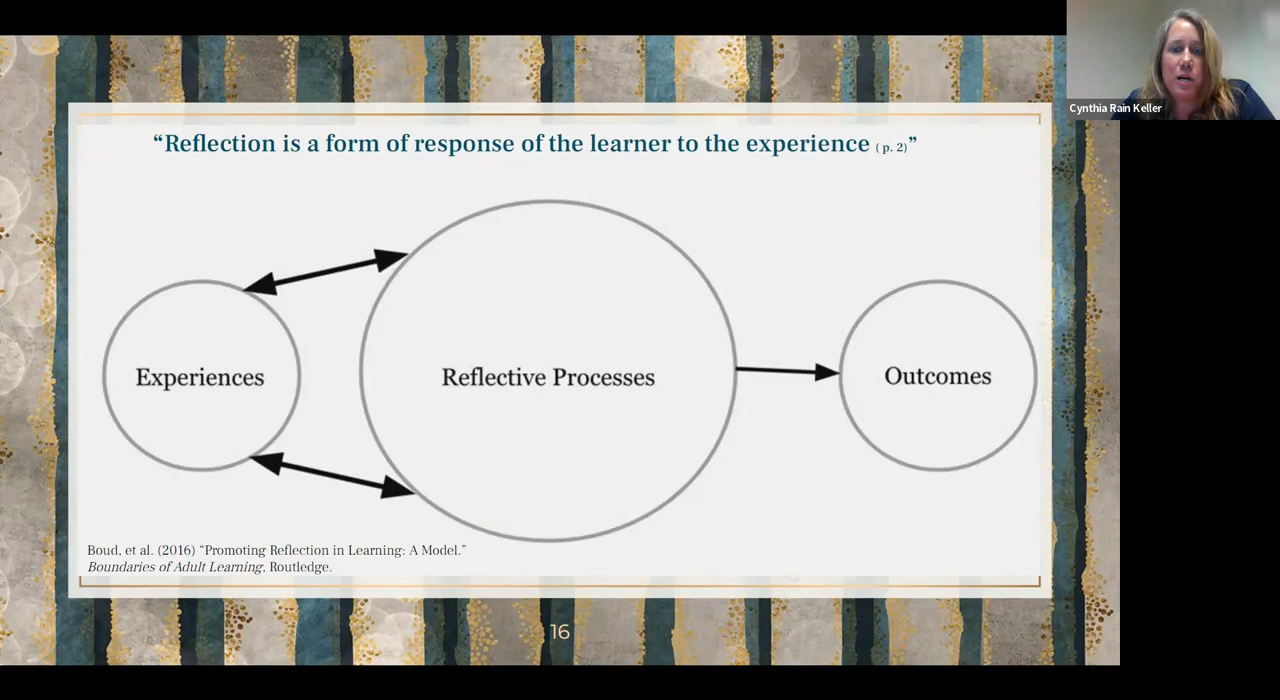 Cynthia Rain Keller
“Reflection is a form of response of the learner to the experience ( p. 2)”
Experiences
Reflective Processes
Outcomes
Boud, et al. (2016) “Promoting Reflection in Learning: A Model.”
Boundaries of Adult Learning, Routledge.
16